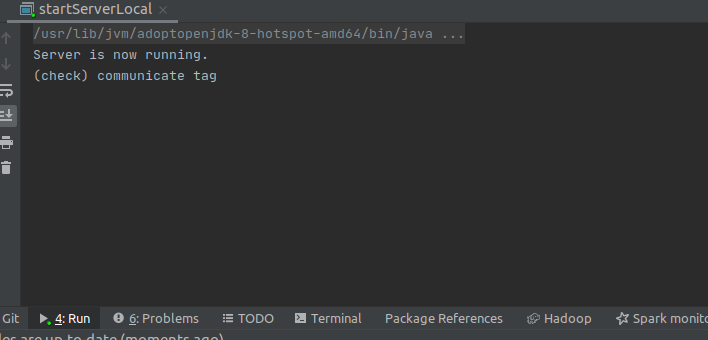 startServerLocal
/usr/lib/jvm/adoptopenjdk-8-hotspot-amd64/bin/java ...
Server is now running.
(check) communicate tag
Git 4: Run 6: Problems TODO Terminal Package References Hadoop Spark monito
les are up-to-date (moments ago)